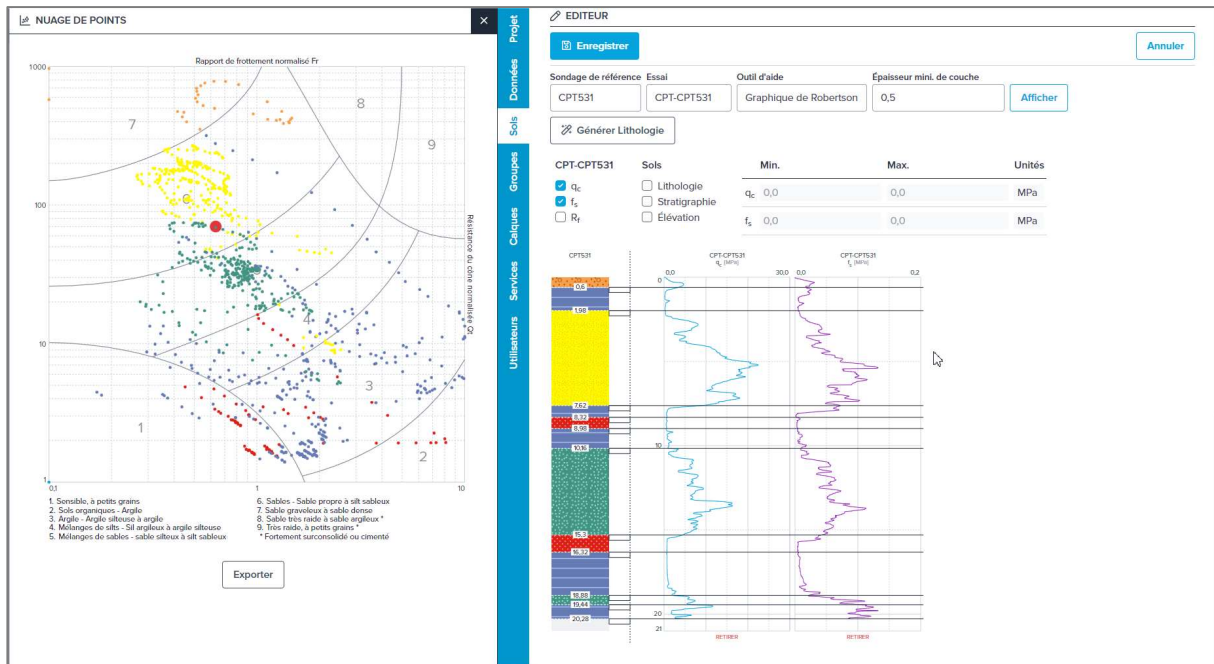 NUAGE DE POINTS
×
Rapport de frottement normalisé Fr
1000
100
10
1
0,1
1
10
Résistance du cône normalisée Qt
7
8
9
6
4
3
1
2
1. Sensible, à petits grains
2. Sols organiques - Argile
3. Argile - Argile silteuse à argile
4. Mélanges de silts - Sil argileux à argile silteuse
5. Mélanges de sables - sable silteux à silt sableux
6. Sables - Sable propre à silt sableux
7. Sable graveleux à sable dense
8. Sable très raide à sable argileux *
9. Très raide, à petits grains *
* Fortement surconsolidé ou cimenté
Exporter
Projet
Données
Sols
Groupes
Calques
Services
Utilisateurs
EDITEUR
Enregistrer
Annuler
Sondage de référence Essai Outil d'aide Épaisseur mini. de couche
CPT531 CPT-CPT531 Graphique de Robertson 0,5 Afficher
Générer Lithologie
CPT-CPT531 Sols Min. Max. Unités
qc Lithologie
fs Stratigraphie
Rf Élévation
qc 0,0 0,0 MPa
fs 0,0 0,0 MPa
CPT531 CPT-CPT531 CPT-CPT531
qc [MPa] fs [MPa]
0,0 30,0 0,0 0,2
0
0,6
1,98
7,62
8,32
8,98
10
10,16
15,3
16,32
18,88
19,44
20
20,28
21
RETIRER RETIRER